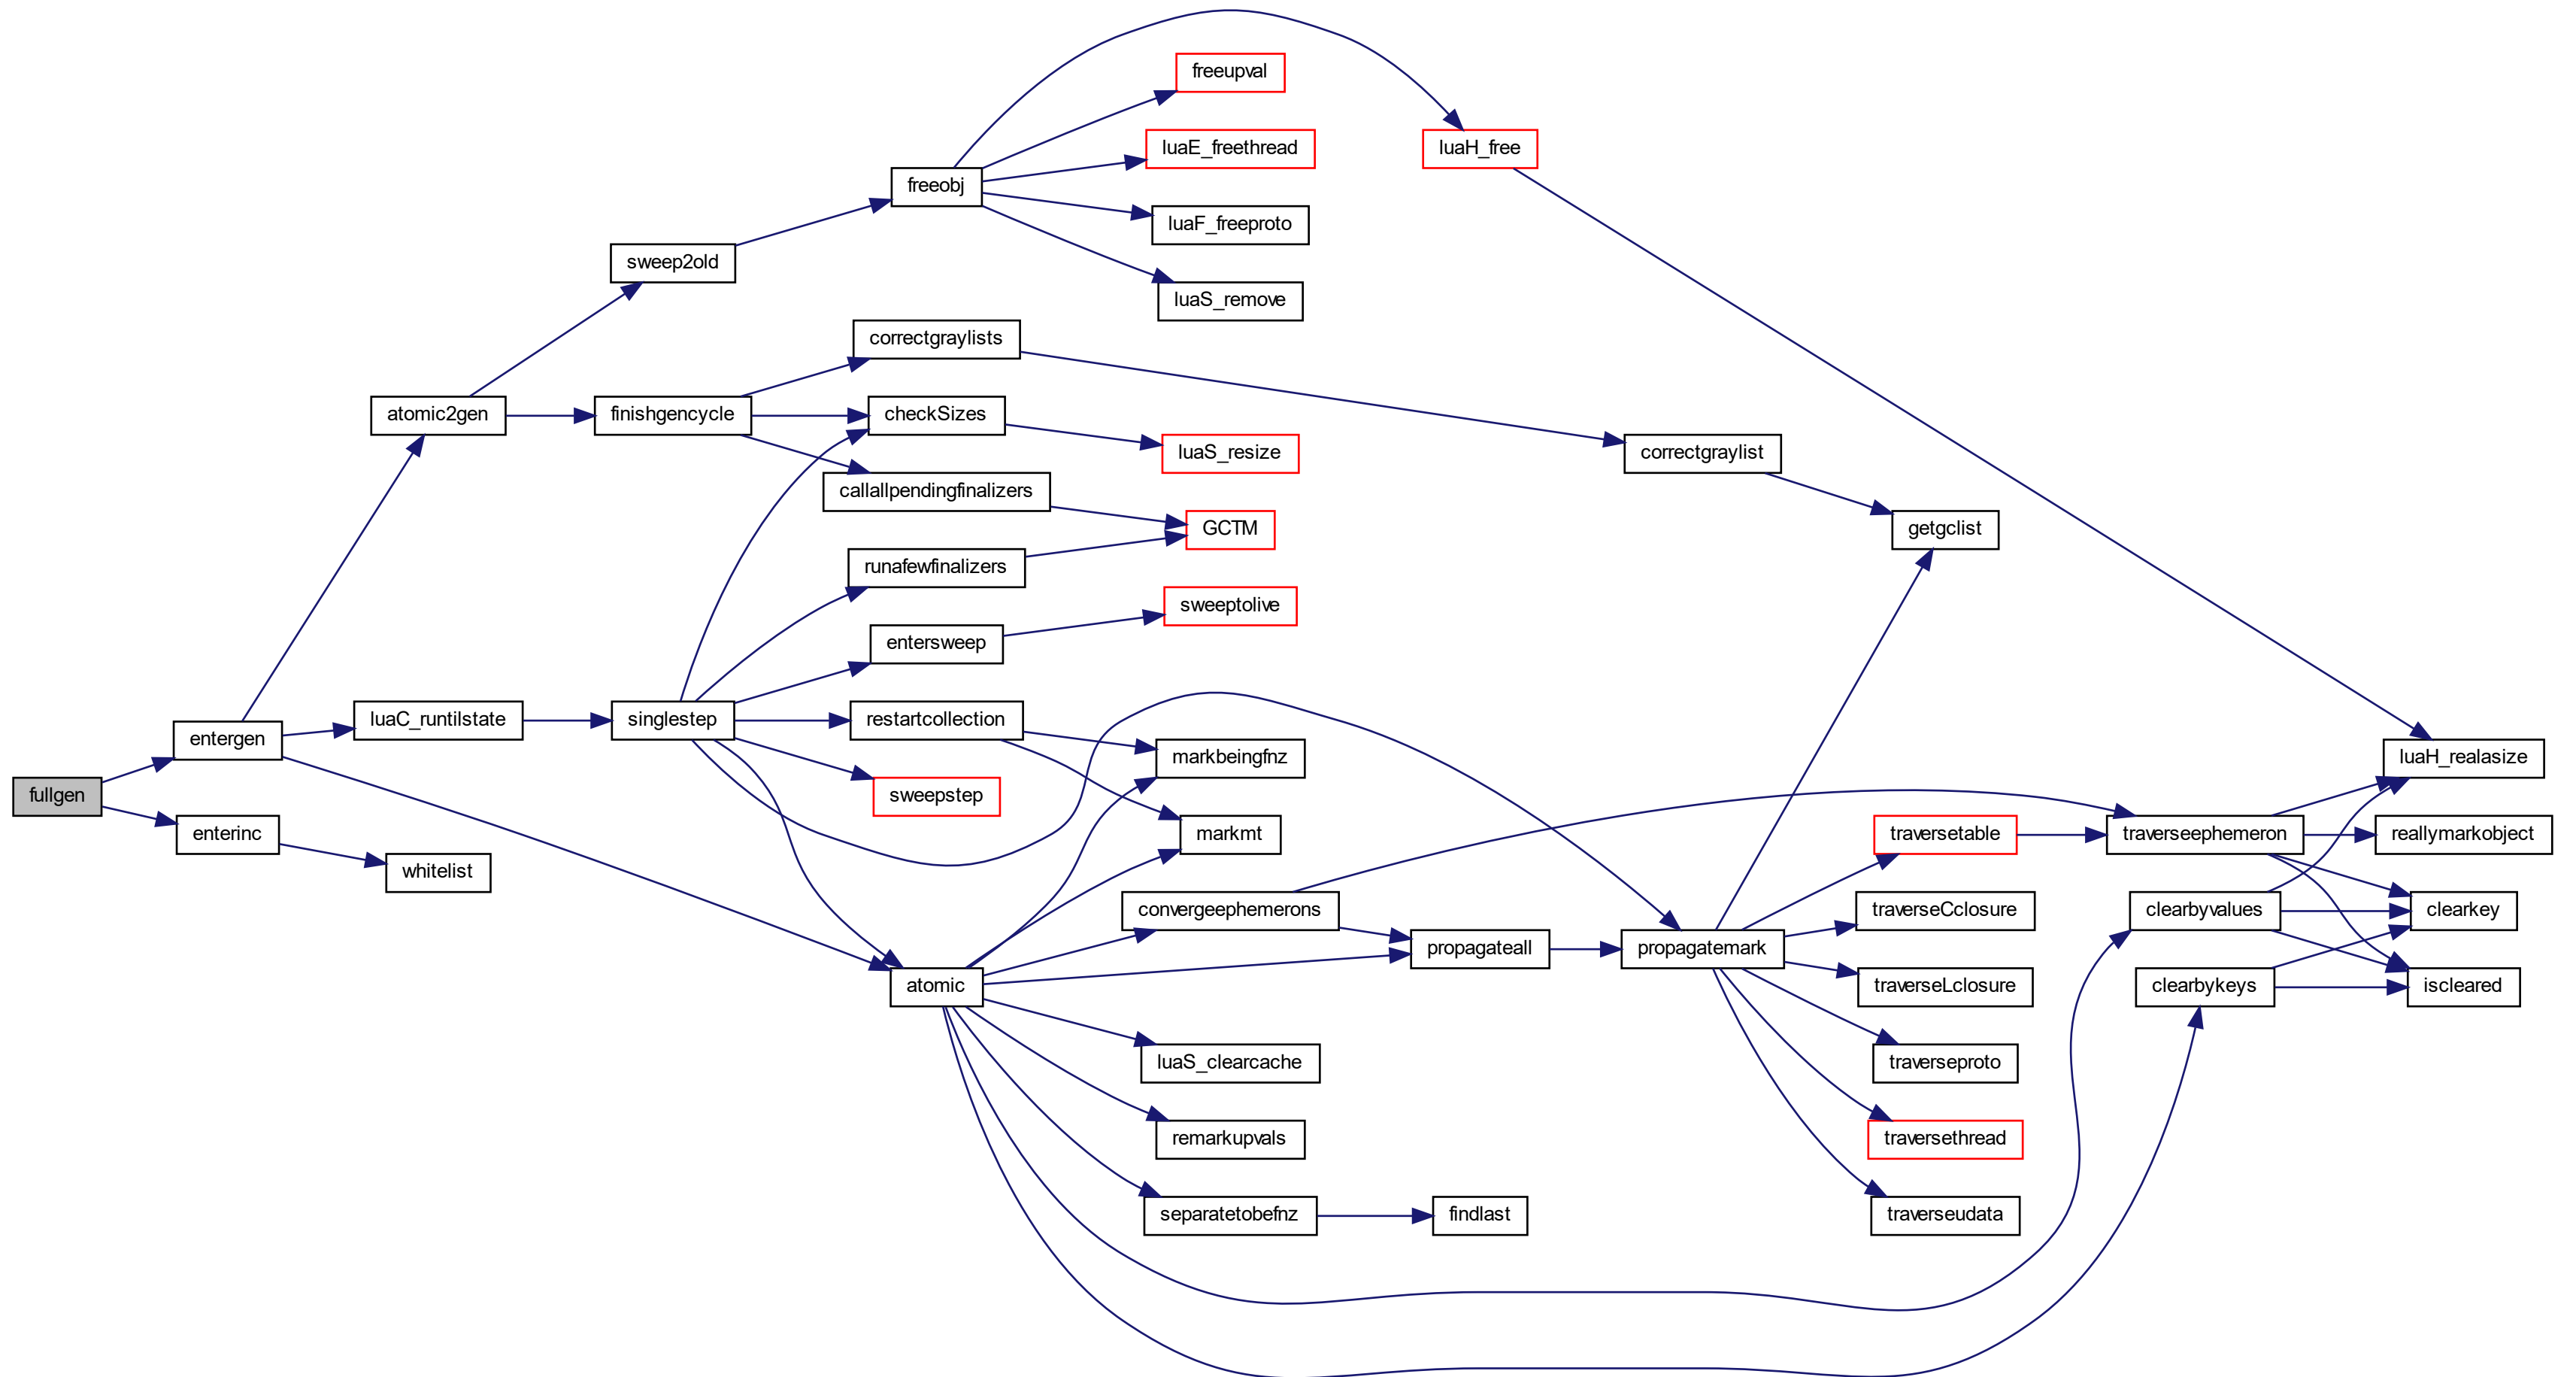 freeupval
luaE_freethread
luaH_free
freeobj
luaF_freeproto
sweep2old
luaS_remove
correctgraylists
atomic2gen
finishgencycle
checkSizes
luaS_resize
correctgraylist
callallpendingfinalizers
GCTM
getgclist
runafewfinalizers
sweeptolive
entersweep
luaC_runtilstate
singlestep
restartcollection
entergen
markbeingfnz
luaH_realasize
fullgen
sweepstep
enterinc
markmt
traversetable
traverseephemeron
reallymarkobject
whitelist
convergeephemerons
traverseCclosure
clearbyvalues
clearkey
propagateall
propagatemark
atomic
traverseLclosure
clearbykeys
iscleared
luaS_clearcache
traverseproto
remarkupvals
traversethread
separatetobefnz
findlast
traverseudata